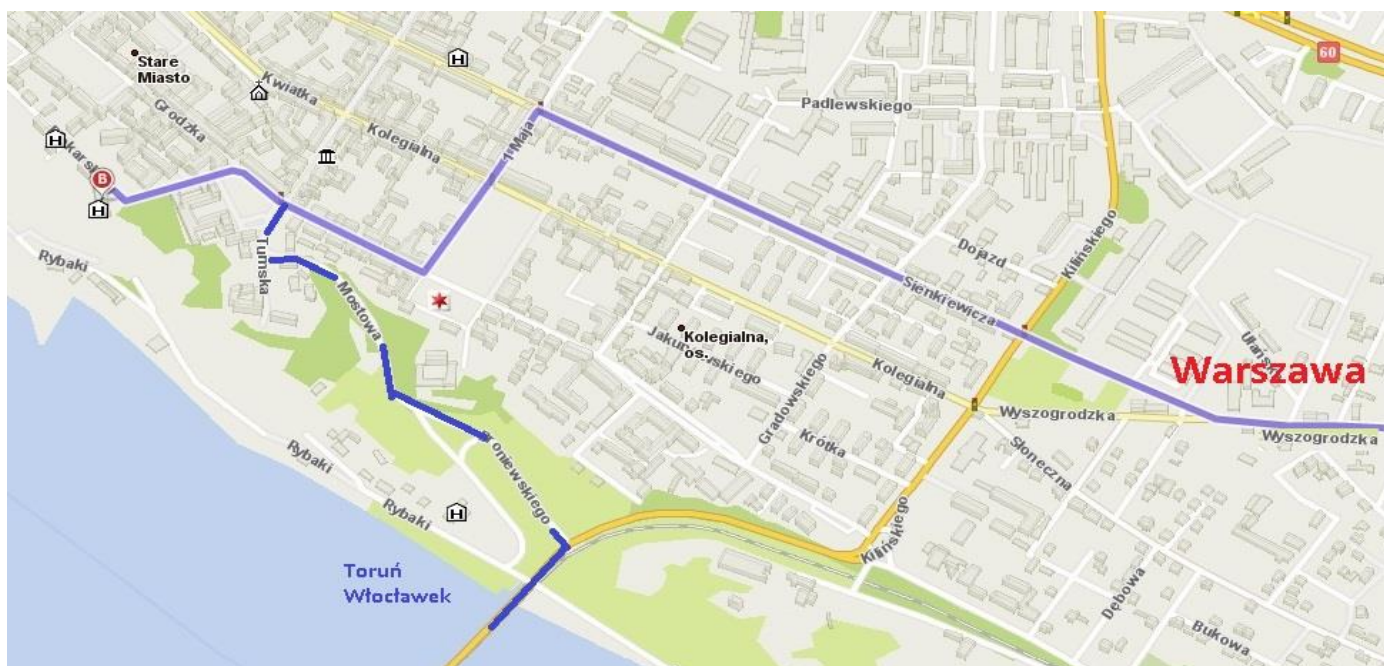 60
Stare
Miasto
Kwiatka
Grodzka
Padlewskiego
Kolegialna
1 Maja
B
Tumska
Rybaki
Mostowa
Dojazd
Kilińskiego
Sienkiewicza
Kolegialna,
os.
Jakubowskiego
Kolegialna
Gradowskiego
Krótka
Warszawa
Wyszogrodzka
Wyszogrodzka
Słoneczna
Rybaki
Rybaki
Kilińskiego
Toruń
Włocławek
Dębowa
Bukowa